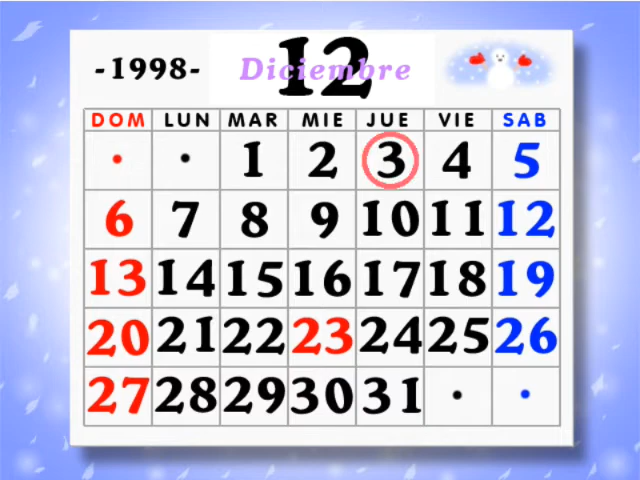 -1998- 12 Diciembre
DOM LUN MAR MIE JUE VIE SAB
• • 1 2 3 4 5
6 7 8 9 10 11 12
13 14 15 16 17 18 19
20 21 22 23 24 25 26
27 28 29 30 31 • •